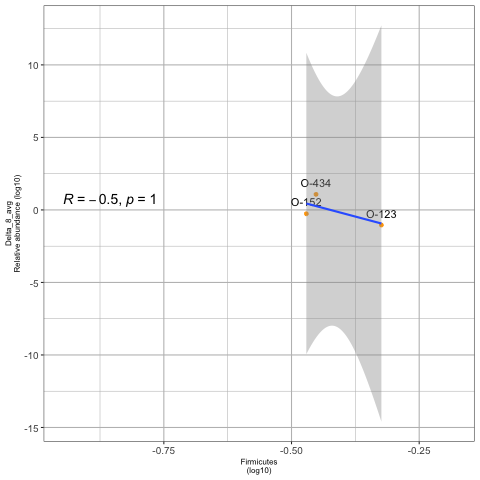 10
5
0
-5
-10
-15
Delta_8_avg
Relative abundance (log10)
R = −0.5, p = 1
O-434
O-152
O-123
-0.75
-0.50
-0.25
Firmicutes
(log10)